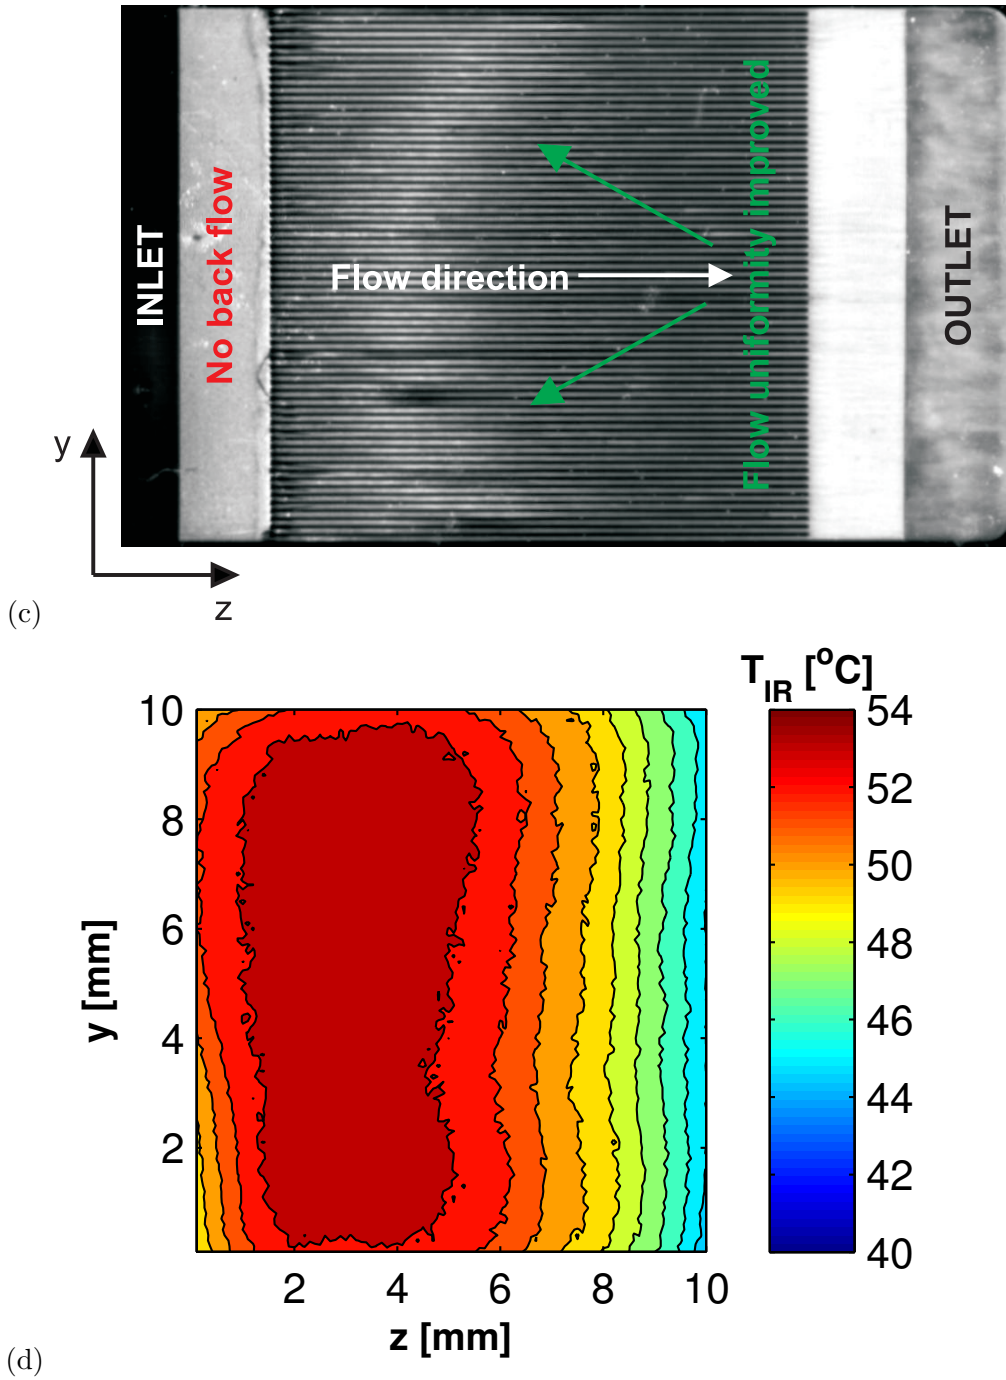 INLET
No back flow
Flow direction
Flow uniformity improved
OUTLET
y
z
(c)
T_IR [°C]
10
8
6
4
2
y [mm]
2
4
6
8
10
z [mm]
54
52
50
48
46
44
42
40
(d)